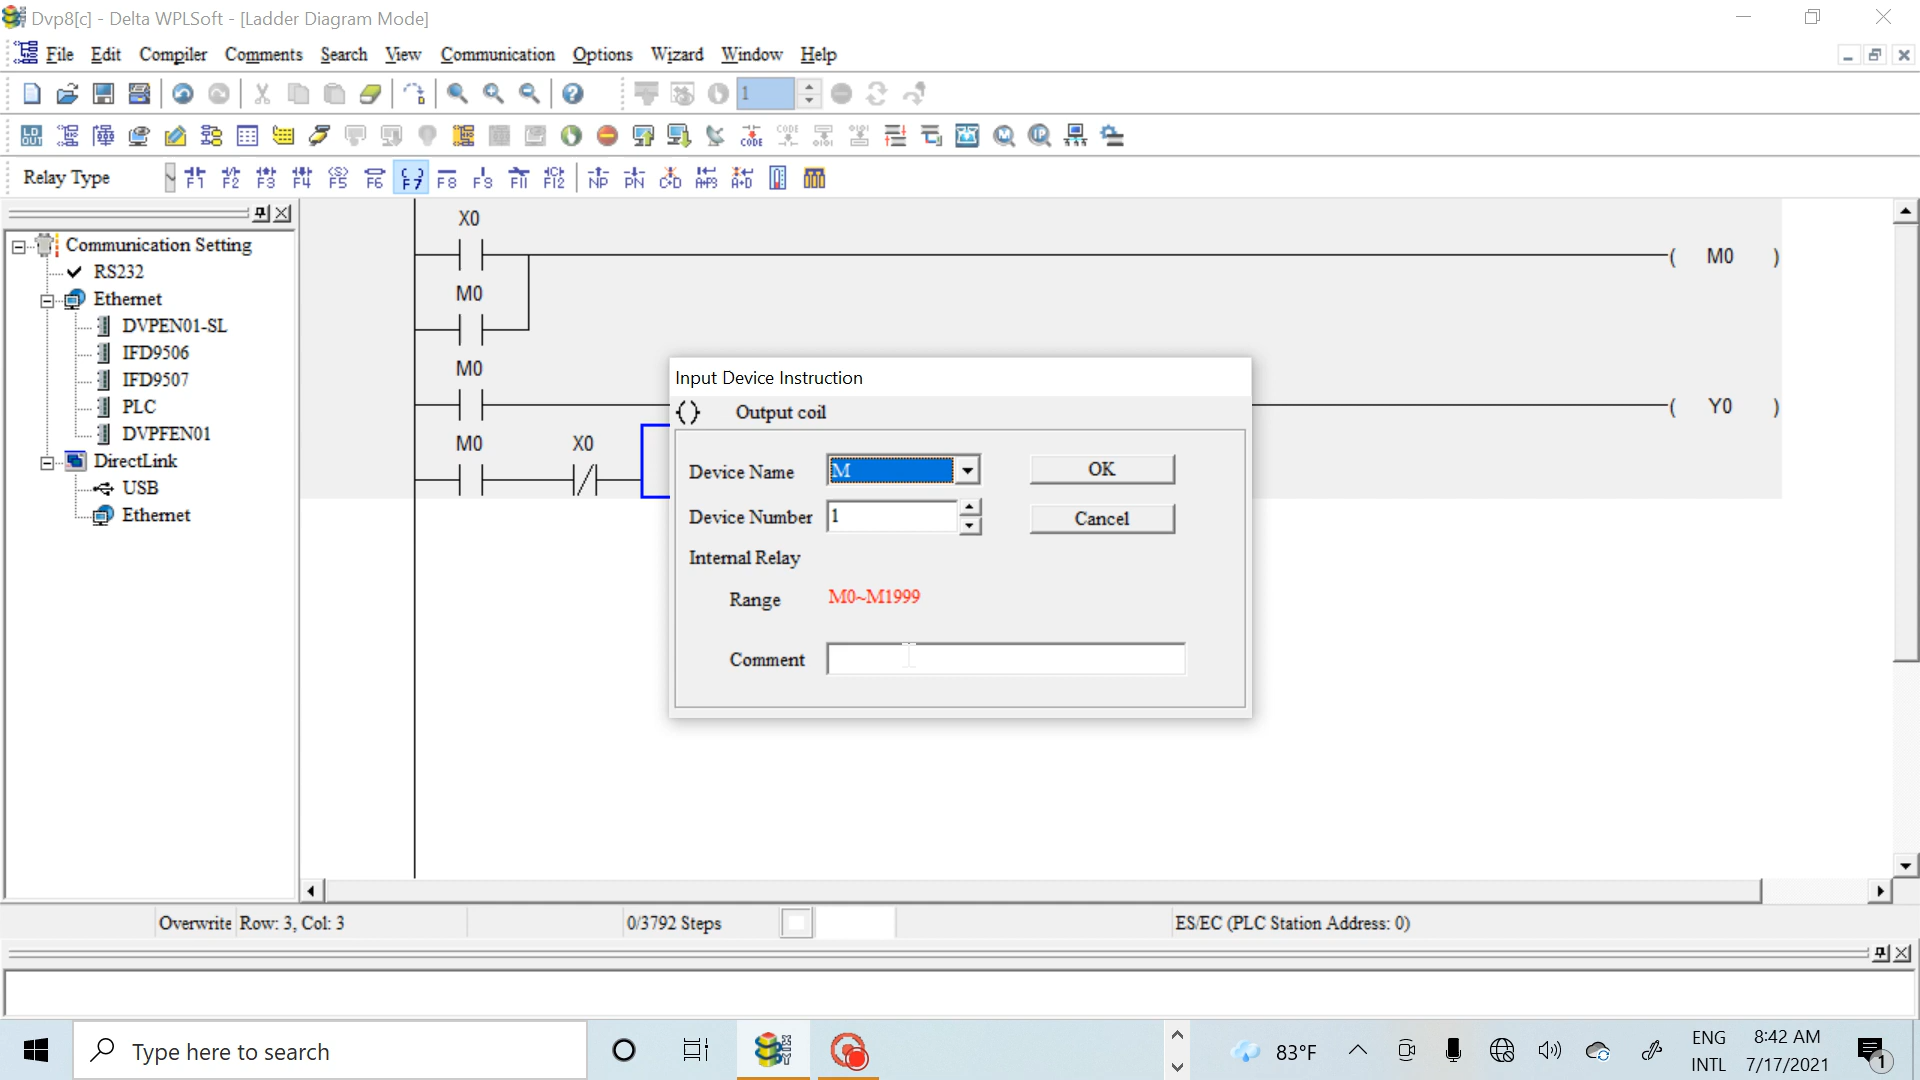 Dvp8[c] - Delta WPLSoft - [Ladder Diagram Mode]
File Edit Compiler Comments Search View Communication Options Wizard Window Help
1
LD OUT CODE CODE
Relay Type F1 F2 F3 F4 F5 F6 F7 F8 F9 F11 F12 NP PN
Communication Setting
RS232
Ethernet
DVPEN01-SL
IFD9506
IFD9507
PLC
DVPFEN01
DirectLink
USB
Ethernet
X0
( M0 )
M0
M0
( Y0 )
M0 X0
Input Device Instruction
Output coil
Device Name M OK
Device Number 1 Cancel
Internal Relay
Range M0~M1999
Comment
Overwrite Row: 3, Col: 3 0/3792 Steps ES/EC (PLC Station Address: 0)
Type here to search
83°F
ENG
INTL
8:42 AM
7/17/2021
1